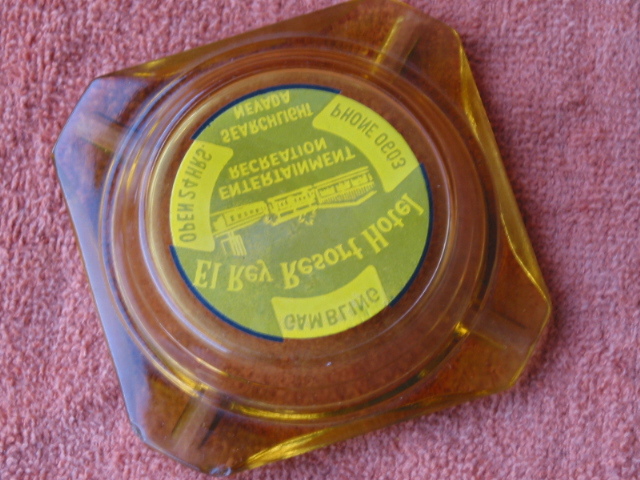 GAMBLING
El Rey Resort Hotel
OPEN 24 HRS.
PHONE 0603
ENTERTAINMENT
RECREATION
SEARCHLIGHT
NEVADA